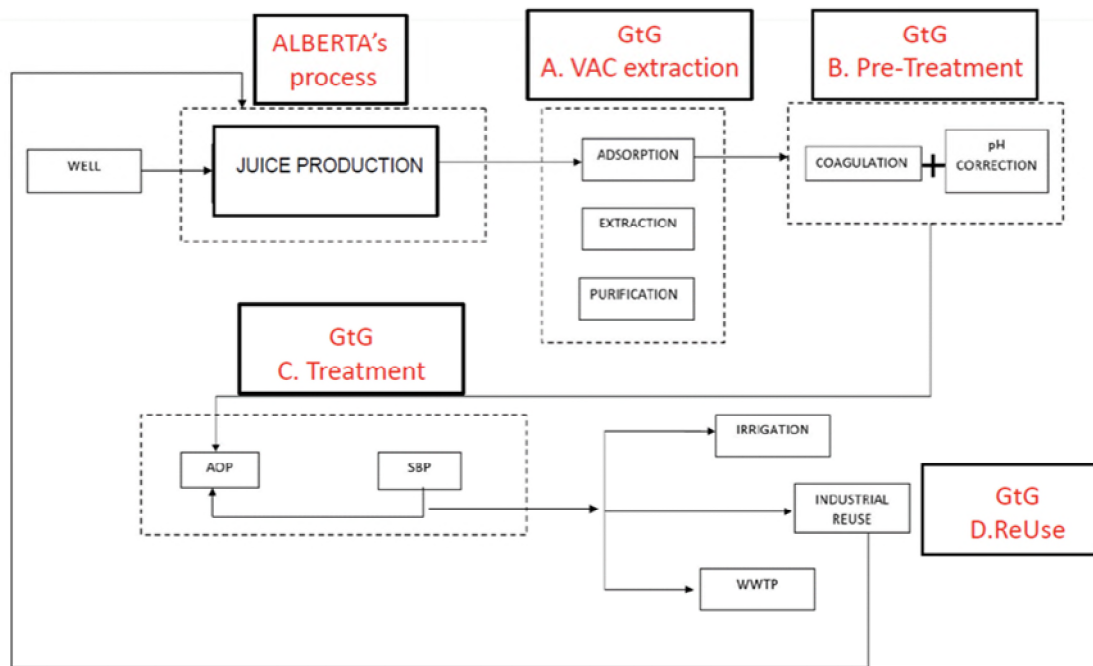 ALBERTA's
process
GtG
A. VAC extraction
GtG
B. Pre-Treatment
WELL
JUICE PRODUCTION
ADSORPTION
EXTRACTION
PURIFICATION
COAGULATION
+
pH
CORRECTION
GtG
C. Treatment
AOP
SBP
IRRIGATION
INDUSTRIAL
REUSE
WWTP
GtG
D.ReUse